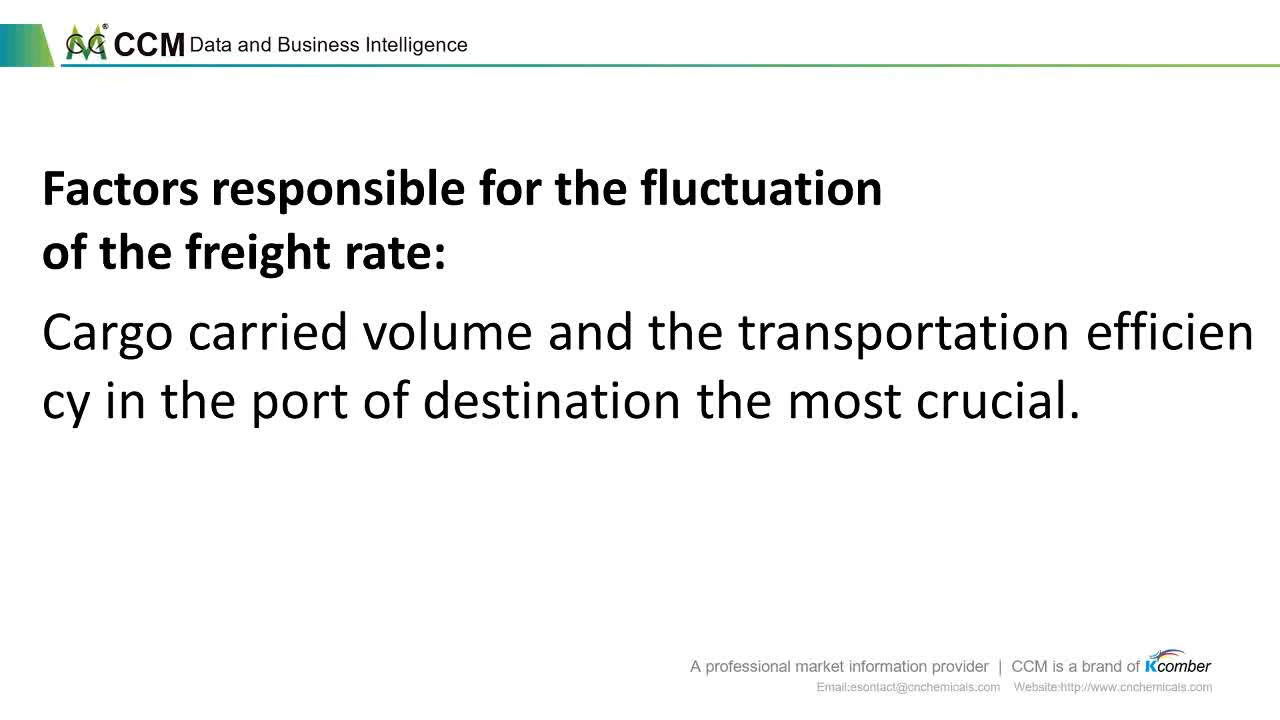 CCM Data and Business Intelligence
Factors responsible for the fluctuation
of the freight rate:
Cargo carried volume and the transportation efficien
cy in the port of destination the most crucial.
A professional market information provider | CCM is a brand of Kcomber
Email:esontact@cnchemicals.com Website:http://www.cnchemicals.com